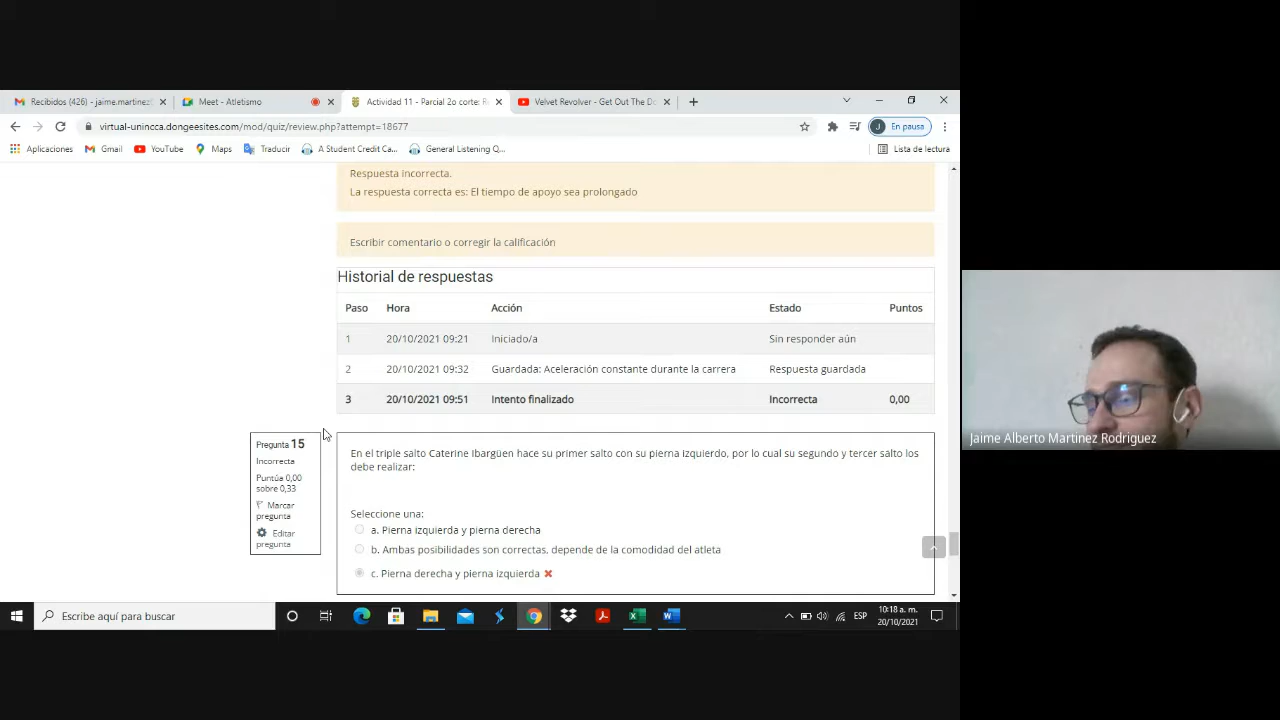 Recibidos (426) - jaime.martinez
Meet - Atletismo
Actividad 11 - Parcial 2o corte: R
Velvet Revolver - Get Out The D
virtual-unincca.dongeesites.com/mod/quiz/review.php?attempt=18677
J En pausa
Aplicaciones
Gmail
YouTube
Maps
Traducir
A Student Credit Ca...
General Listening Q...
Lista de lectura
Respuesta incorrecta.
La respuesta correcta es: El tiempo de apoyo sea prolongado
Escribir comentario o corregir la calificación
Historial de respuestas
Paso Hora Acción Estado Puntos
1 20/10/2021 09:21 Iniciado/a Sin responder aún
2 20/10/2021 09:32 Guardada: Aceleración constante durante la carrera Respuesta guardada
3 20/10/2021 09:51 Intento finalizado Incorrecta 0,00
Pregunta 15
Incorrecta
Puntúa 0,00
sobre 0,33
Marcar
pregunta
Editar
pregunta
En el triple salto Caterine Ibargüen hace su primer salto con su pierna izquierdo, por lo cual su segundo y tercer salto los
debe realizar:
Seleccione una:
a. Pierna izquierda y pierna derecha
b. Ambas posibilidades son correctas, depende de la comodidad del atleta
c. Pierna derecha y pierna izquierda
Jaime Alberto Martinez Rodriguez
Escribe aquí para buscar
ESP
10:18 a. m.
20/10/2021